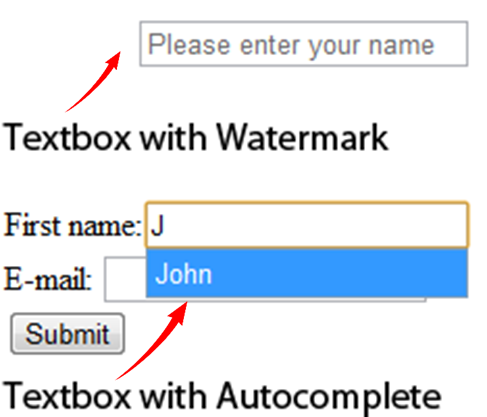 Please enter your name
Textbox with Watermark
First name: J
John
E-mail:
Submit
Textbox with Autocomplete